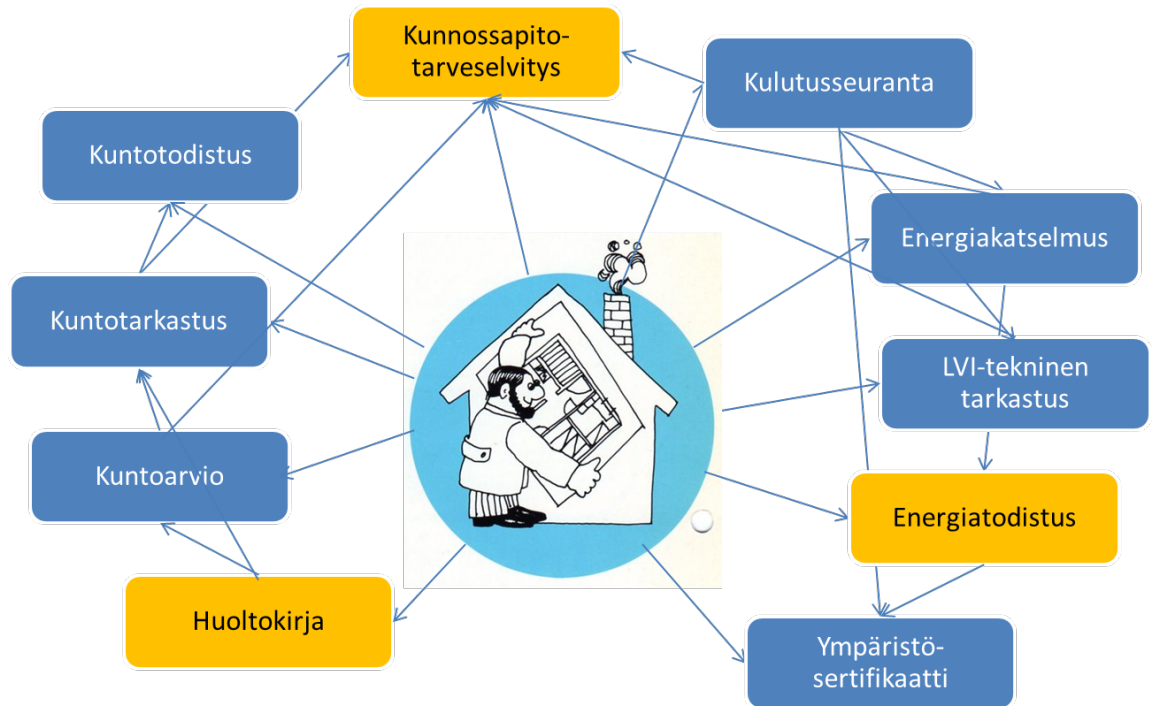 Kunnossapito-
tarveselvitys
Kulutusseuranta
Kuntotodistus
Energiakatselmus
Kuntotarkastus
LVI-tekninen
tarkastus
Kuntoarvio
Energiatodistus
Huoltokirja
Ympäristö-
sertifikaatti